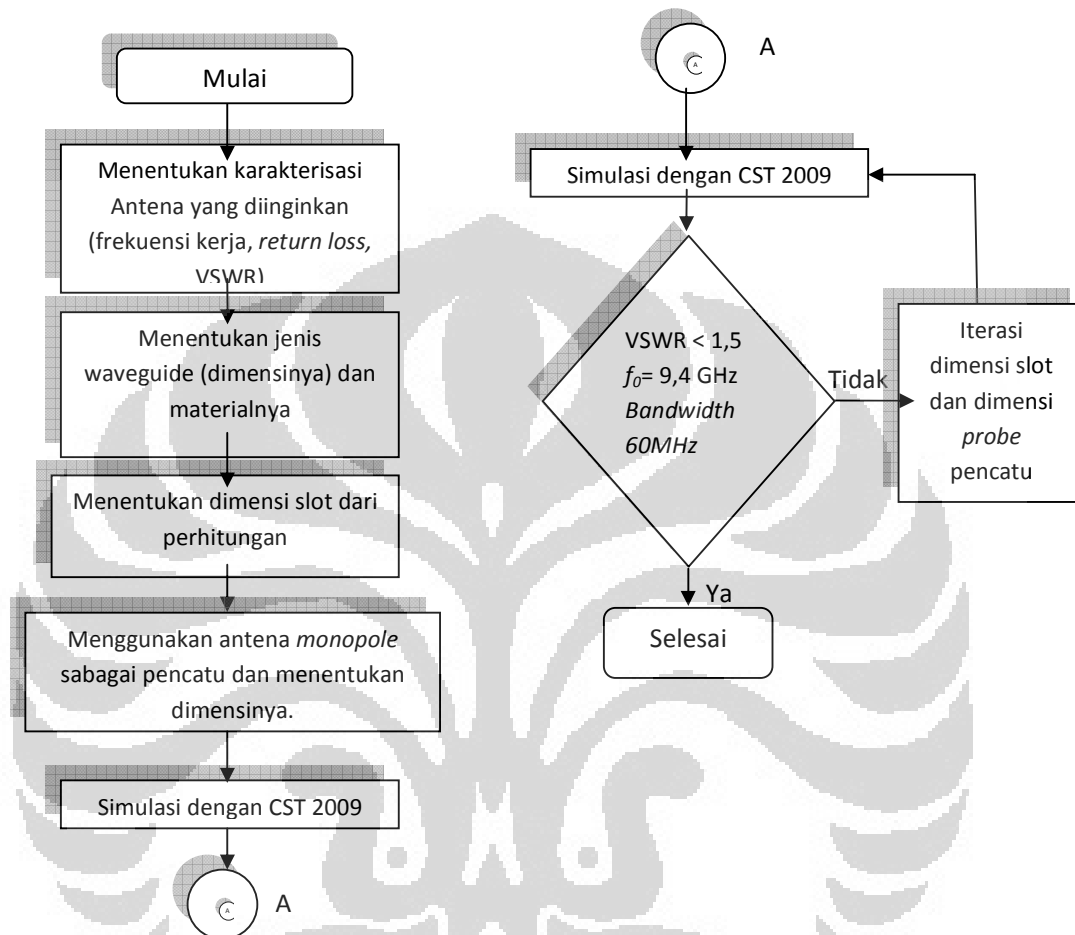 Mulai
Menentukan karakterisasi
Antena yang diinginkan
(frekuensi kerja, return loss,
VSWR)
Menentukan jenis
waveguide (dimensinya) dan
materialnya
Menentukan dimensi slot dari
perhitungan
Menggunakan antena monopole
sabagai pencatu dan menentukan
dimensinya.
Simulasi dengan CST 2009
A
A
A
A
Simulasi dengan CST 2009
VSWR < 1,5
f0= 9,4 GHz
Bandwidth
60MHz
Tidak
Iterasi
dimensi slot
dan dimensi
probe
pencatu
Ya
Selesai